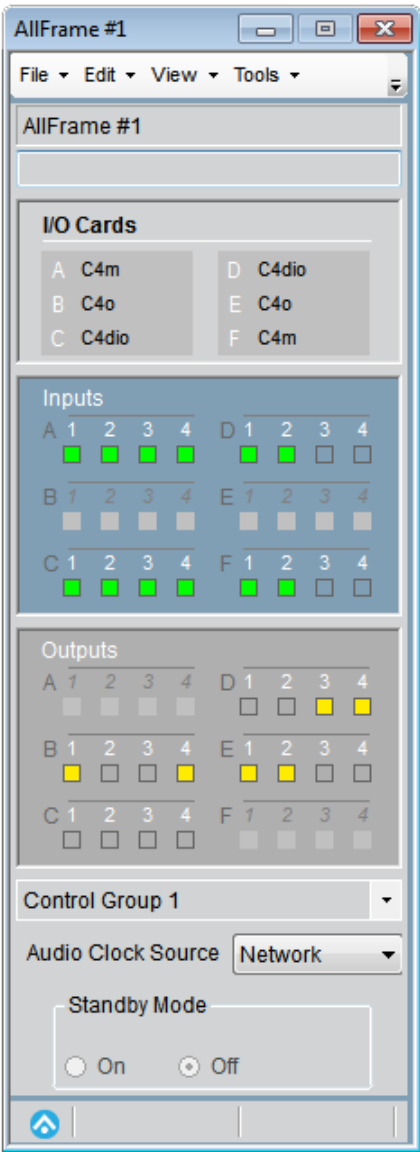 AllFrame #1
File Edit View Tools
AllFrame #1
I/O Cards
A C4m D C4dio
B C4o E C4o
C C4dio F C4m
Inputs
A 1 2 3 4 D 1 2 3 4
B 1 2 3 4 E 1 2 3 4
C 1 2 3 4 F 1 2 3 4
Outputs
A 1 2 3 4 D 1 2 3 4
B 1 2 3 4 E 1 2 3 4
C 1 2 3 4 F 1 2 3 4
Control Group 1
Audio Clock Source Network
Standby Mode
On Off